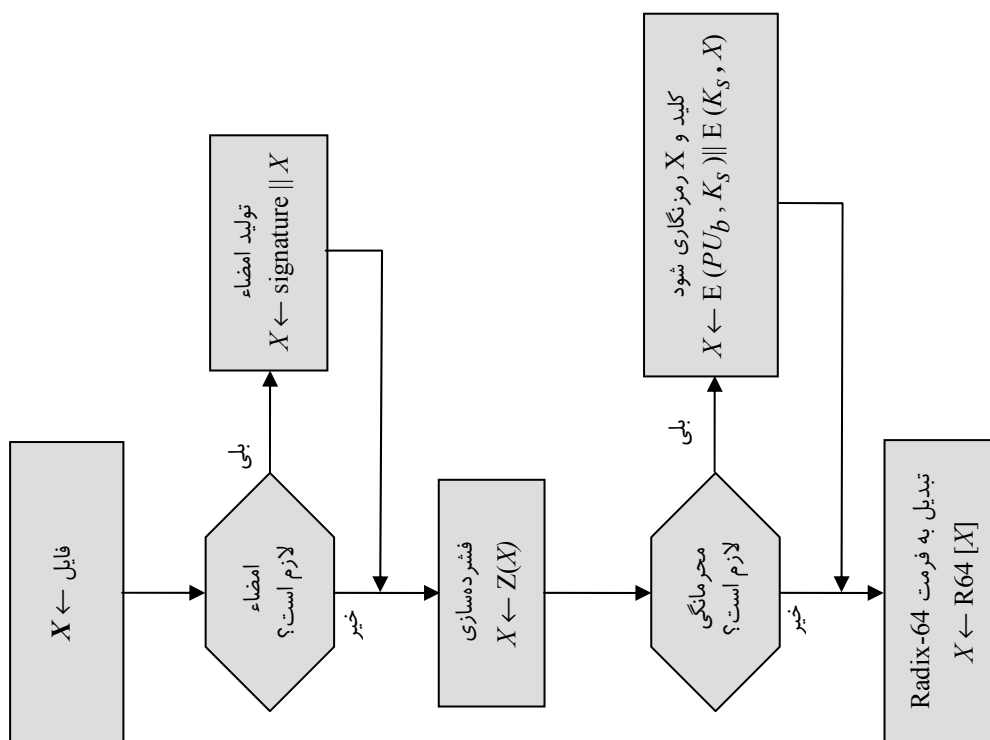 X ← فایل
امضاء
لازم است؟
بلی
تولید امضاء
X ← signature || X
خیر
فشرده‌سازی
X ← Z(X)
محرمانگی
لازم است؟
بلی
کلید و X رمزنگاری شود
X ← E (PU_b , K_s )|| E (K_s , X)
خیر
تبدیل به فرمت Radix-64
X ← R64 [X]